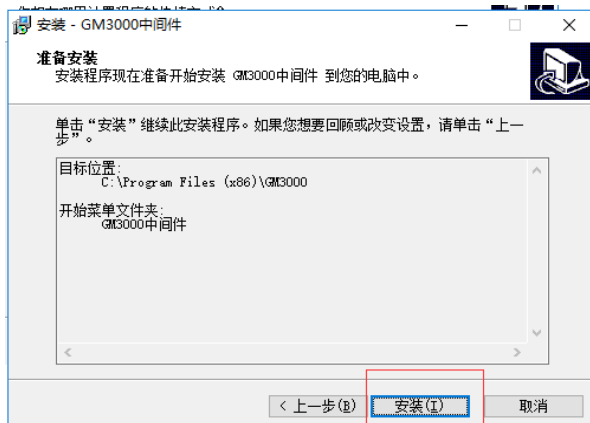 安装 - GM3000中间件
准备安装
安装程序现在准备开始安装 GM3000中间件 到您的电脑中。
单击“安装”继续此安装程序。如果您想要回顾或改变设置，请单击“上一
步”。
目标位置:
C:\Program Files (x86)\GM3000
开始菜单文件夹:
GM3000中间件
< 上一步(B)
安装(I)
取消